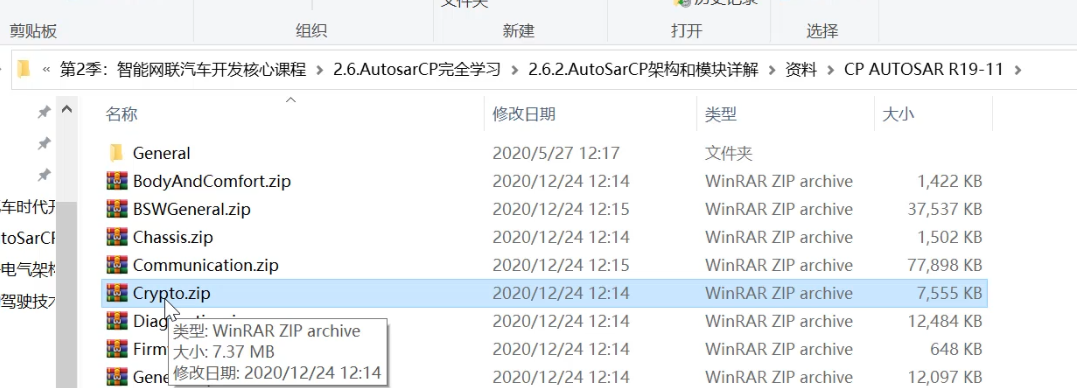 文件夹
历史记录
剪贴板 组织 新建 打开 选择
« 第2季：智能网联汽车开发核心课程 > 2.6.AutosarCP完全学习 > 2.6.2.AutoSarCP架构和模块详解 > 资料 > CP AUTOSAR R19-11 >
名称 修改日期 类型 大小
General 2020/5/27 12:17 文件夹
BodyAndComfort.zip 2020/12/24 12:14 WinRAR ZIP archive 1,422 KB
车时代开
BSWGeneral.zip 2020/12/24 12:15 WinRAR ZIP archive 37,537 KB
toSarCP
Chassis.zip 2020/12/24 12:14 WinRAR ZIP archive 1,502 KB
电气架构
Communication.zip 2020/12/24 12:15 WinRAR ZIP archive 77,898 KB
驾驶技术
Crypto.zip 2020/12/24 12:14 WinRAR ZIP archive 7,555 KB
Diag 2020/12/24 12:14 WinRAR ZIP archive 12,484 KB
类型: WinRAR ZIP archive
Firm 2020/12/24 12:14 WinRAR ZIP archive 648 KB
大小: 7.37 MB
Gene 2020/12/24 12:14 WinRAR ZIP archive 12,097 KB
修改日期: 2020/12/24 12:14